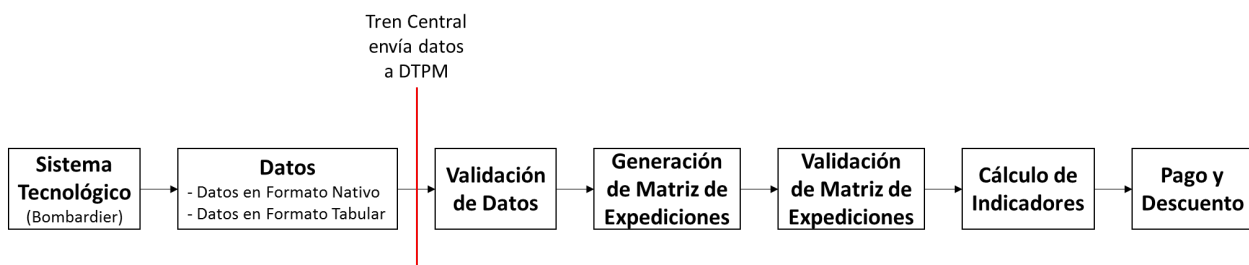 Tren Central
envía datos
a DTPM
Sistema
Tecnológico
(Bombardier)
Datos
- Datos en Formato Nativo
- Datos en Formato Tabular
Validación
de Datos
Generación
de Matriz de
Expediciones
Validación
de Matriz de
Expediciones
Cálculo de
Indicadores
Pago y
Descuento